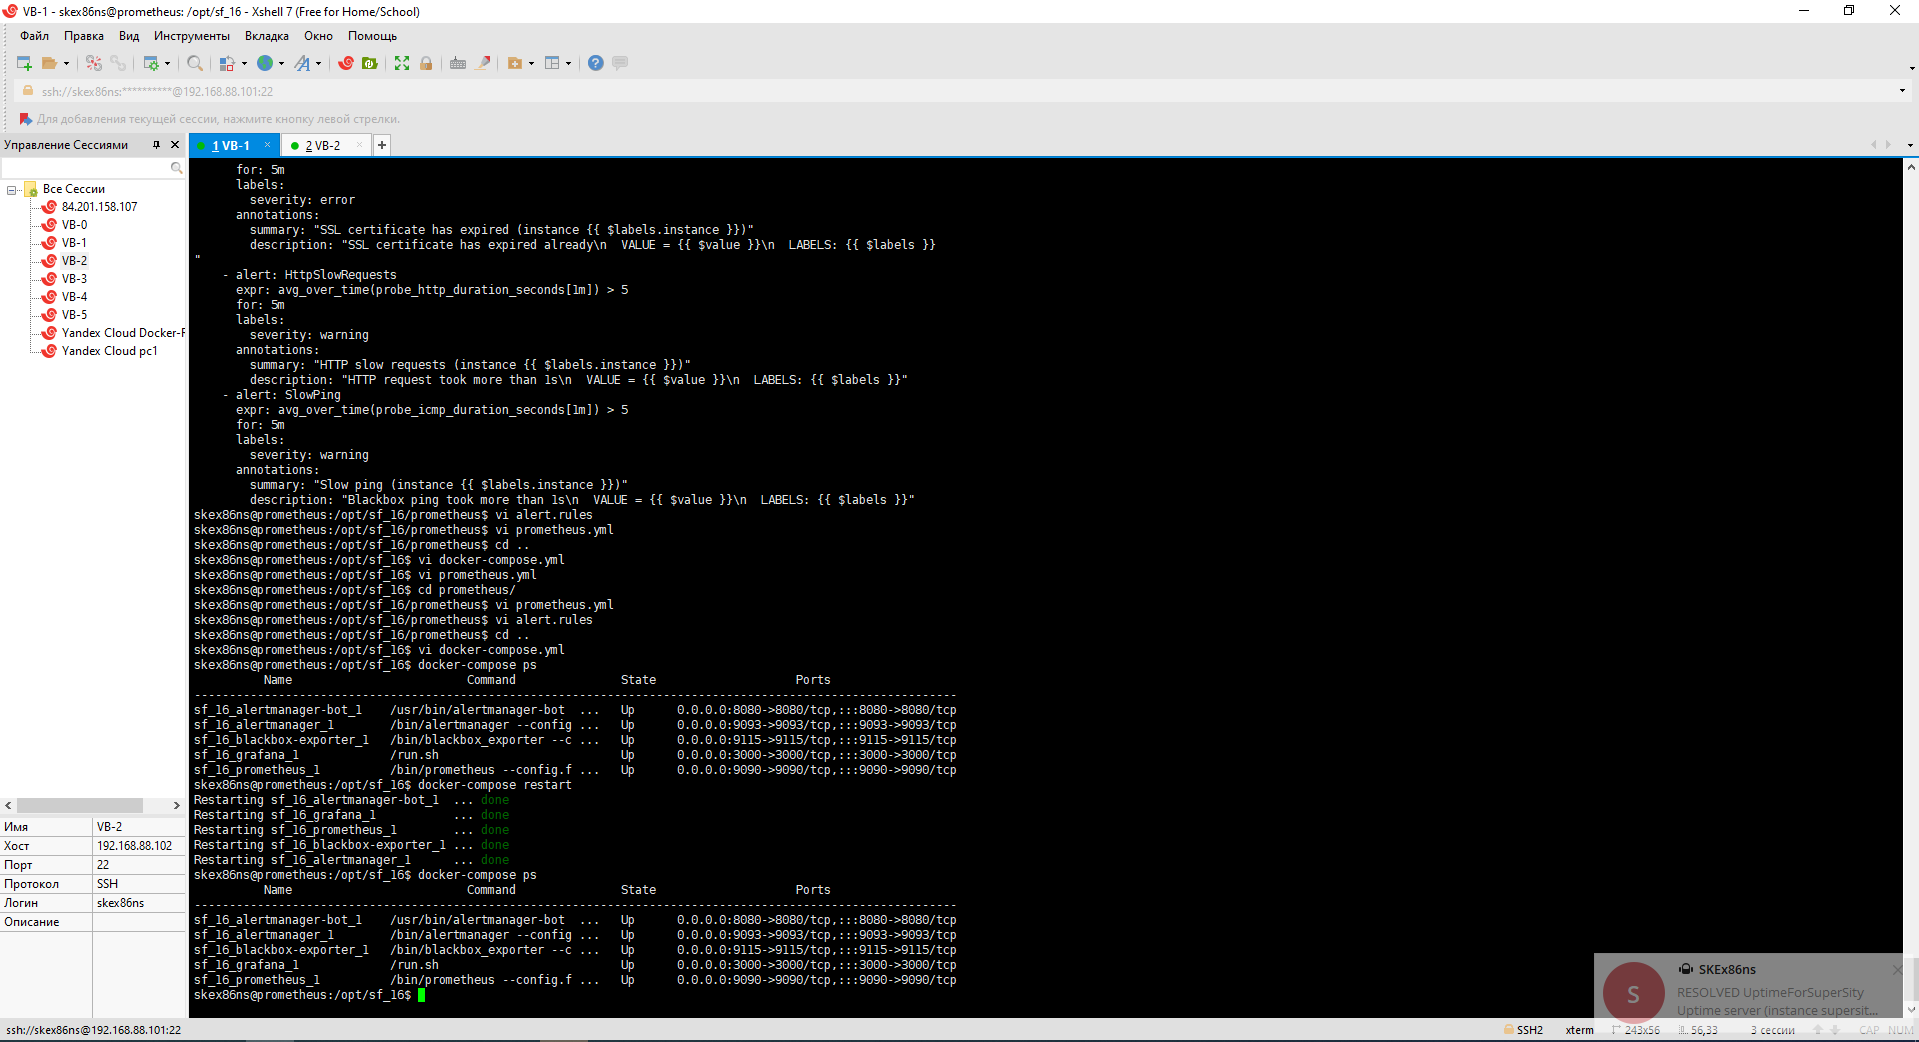 VB-1 - skex86ns@prometheus: /opt/sf_16 - Xshell 7 (Free for Home/School)
Файл Правка Вид Инструменты Вкладка Окно Помощь
ssh://skex86ns:**********@192.168.88.101:22
Для добавления текущей сессии, нажмите кнопку левой стрелки.
Управление Сессиями
1 VB-1
2 VB-2
Все Сессии
84.201.158.107
VB-0
VB-1
VB-2
VB-3
VB-4
VB-5
Yandex Cloud Docker-
Yandex Cloud pc1
Имя VB-2
Хост 192.168.88.102
Порт 22
Протокол SSH
Логин skex86ns
Описание
for: 5m
labels:
severity: error
annotations:
summary: "SSL certificate has expired (instance {{ $labels.instance }})"
description: "SSL certificate has expired already\n  VALUE = {{ $value }}\n  LABELS: {{ $labels }}
"
- alert: HttpSlowRequests
expr: avg_over_time(probe_http_duration_seconds[1m]) > 5
for: 5m
labels:
severity: warning
annotations:
summary: "HTTP slow requests (instance {{ $labels.instance }})"
description: "HTTP request took more than 1s\n  VALUE = {{ $value }}\n  LABELS: {{ $labels }}"
- alert: SlowPing
expr: avg_over_time(probe_icmp_duration_seconds[1m]) > 5
for: 5m
labels:
severity: warning
annotations:
summary: "Slow ping (instance {{ $labels.instance }})"
description: "Blackbox ping took more than 1s\n  VALUE = {{ $value }}\n  LABELS: {{ $labels }}"
skex86ns@prometheus:/opt/sf_16/prometheus$ vi alert.rules
skex86ns@prometheus:/opt/sf_16/prometheus$ vi prometheus.yml
skex86ns@prometheus:/opt/sf_16/prometheus$ cd ..
skex86ns@prometheus:/opt/sf_16$ vi docker-compose.yml
skex86ns@prometheus:/opt/sf_16$ vi prometheus.yml
skex86ns@prometheus:/opt/sf_16$ cd prometheus/
skex86ns@prometheus:/opt/sf_16/prometheus$ vi prometheus.yml
skex86ns@prometheus:/opt/sf_16/prometheus$ vi alert.rules
skex86ns@prometheus:/opt/sf_16/prometheus$ cd ..
skex86ns@prometheus:/opt/sf_16$ vi docker-compose.yml
skex86ns@prometheus:/opt/sf_16$ docker-compose ps
Name Command State Ports
-------------------------------------------------------------------------------------------------------------
sf_16_alertmanager-bot_1 /usr/bin/alertmanager-bot ... Up 0.0.0.0:8080->8080/tcp,:::8080->8080/tcp
sf_16_alertmanager_1 /bin/alertmanager --config ... Up 0.0.0.0:9093->9093/tcp,:::9093->9093/tcp
sf_16_blackbox-exporter_1 /bin/blackbox_exporter --c ... Up 0.0.0.0:9115->9115/tcp,:::9115->9115/tcp
sf_16_grafana_1 /run.sh Up 0.0.0.0:3000->3000/tcp,:::3000->3000/tcp
sf_16_prometheus_1 /bin/prometheus --config.f ... Up 0.0.0.0:9090->9090/tcp,:::9090->9090/tcp
skex86ns@prometheus:/opt/sf_16$ docker-compose restart
Restarting sf_16_alertmanager-bot_1 ... done
Restarting sf_16_grafana_1 ... done
Restarting sf_16_prometheus_1 ... done
Restarting sf_16_blackbox-exporter_1 ... done
Restarting sf_16_alertmanager_1 ... done
skex86ns@prometheus:/opt/sf_16$ docker-compose ps
Name Command State Ports
-------------------------------------------------------------------------------------------------------------
sf_16_alertmanager-bot_1 /usr/bin/alertmanager-bot ... Up 0.0.0.0:8080->8080/tcp,:::8080->8080/tcp
sf_16_alertmanager_1 /bin/alertmanager --config ... Up 0.0.0.0:9093->9093/tcp,:::9093->9093/tcp
sf_16_blackbox-exporter_1 /bin/blackbox_exporter --c ... Up 0.0.0.0:9115->9115/tcp,:::9115->9115/tcp
sf_16_grafana_1 /run.sh Up 0.0.0.0:3000->3000/tcp,:::3000->3000/tcp
sf_16_prometheus_1 /bin/prometheus --config.f ... Up 0.0.0.0:9090->9090/tcp,:::9090->9090/tcp
skex86ns@prometheus:/opt/sf_16$
S
SKEx86ns
RESOLVED UptimeForSuperSity
Uptime server (instance supersit...
ssh://skex86ns@192.168.88.101:22 SSH2 xterm 243x56 56,33 3 сессии CAP NUM